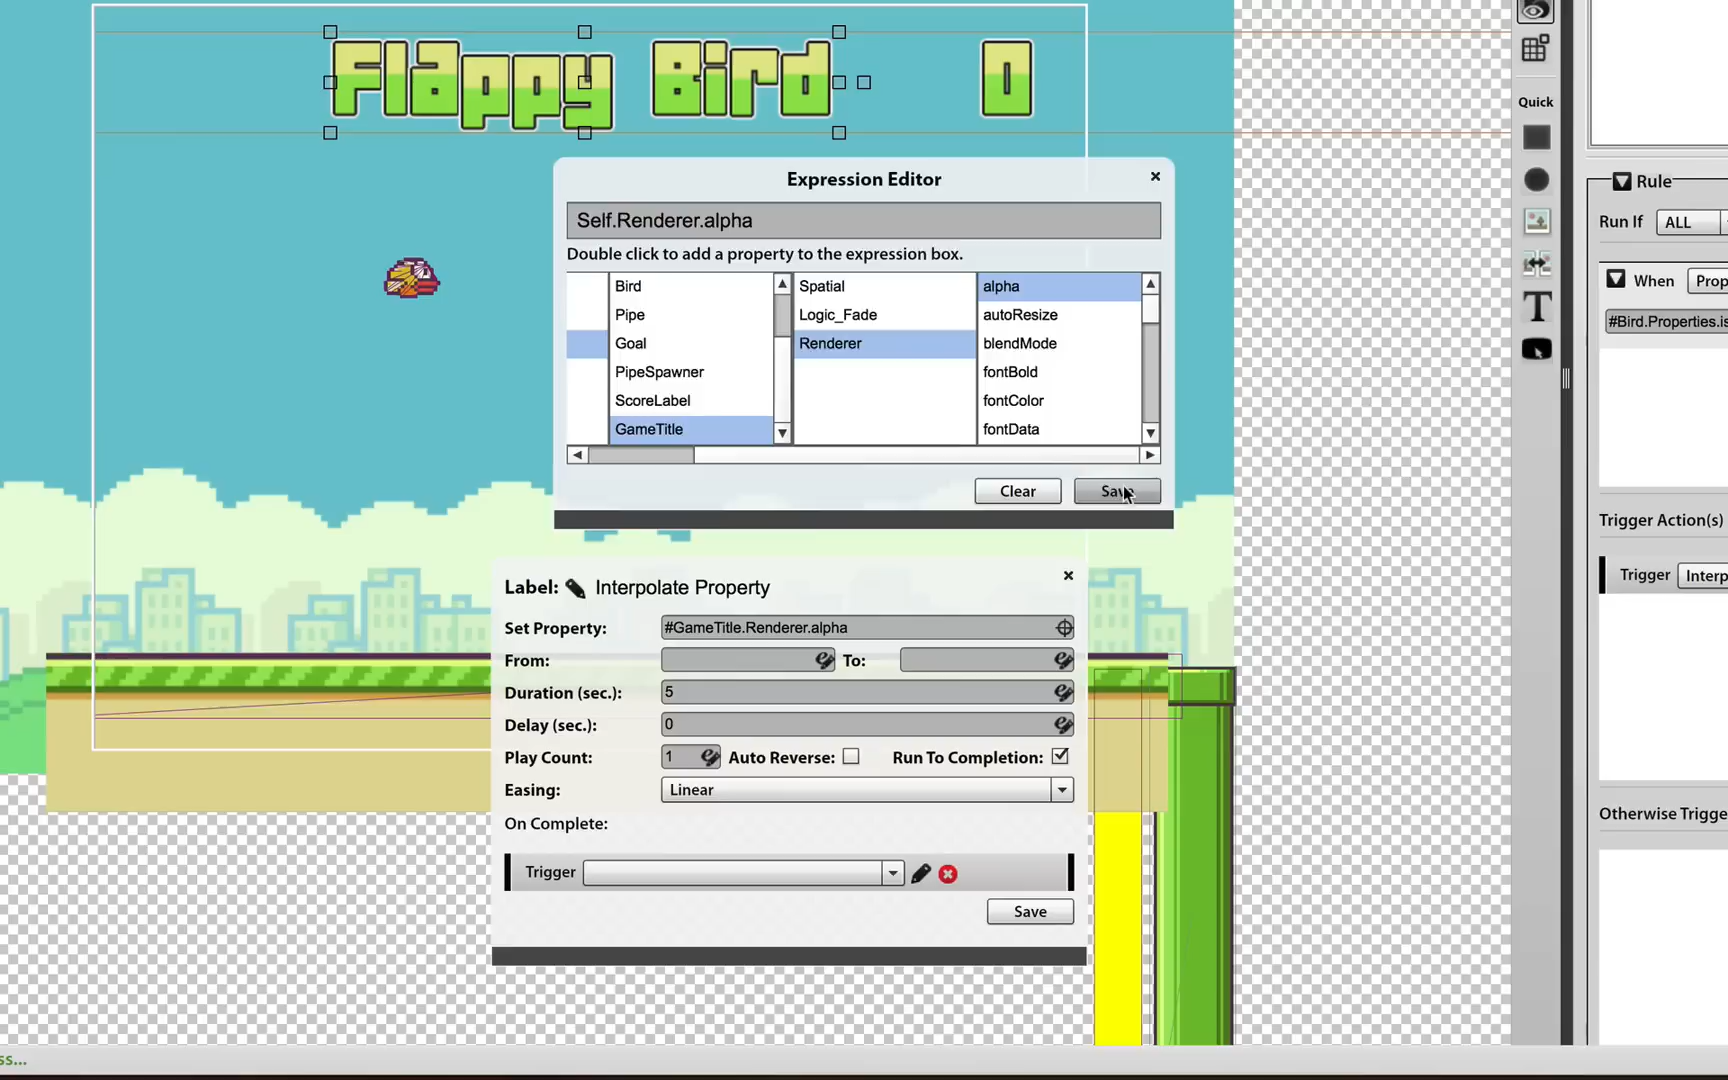 Flappy Bird 0
Expression Editor
Self.Renderer.alpha
Double click to add a property to the expression box.
Bird
Pipe
Goal
PipeSpawner
ScoreLabel
GameTitle
Spatial
Logic_Fade
Renderer
alpha
autoResize
blendMode
fontBold
fontColor
fontData
Clear
Save
Label: Interpolate Property
Set Property: #GameTitle.Renderer.alpha
From: To:
Duration (sec.): 5
Delay (sec.): 0
Play Count: 1 Auto Reverse: Run To Completion:
Easing: Linear
On Complete:
Trigger
Save
Quick
T
Rule
Run If ALL
When Prop
#Bird.Properties.is
Trigger Action(s)
Trigger Interp
Otherwise Trigge
ss...